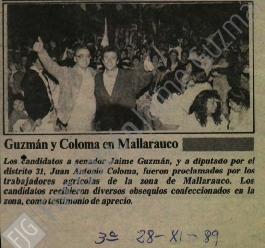 Guzmán y Coloma en Mallarauco
Los candidatos a senador Jaime Guzmán, y a diputado por el
distrito 31, Juan Antonio Coloma, fueron proclamados por los
trabajadores agrícolas de la zona de Mallarauco. Los
candidatos recibieron diversos obsequios confeccionados en la
zona, como testimonio de aprecio.
3ª 28-XI-89
FJG
Jaime Guzmán